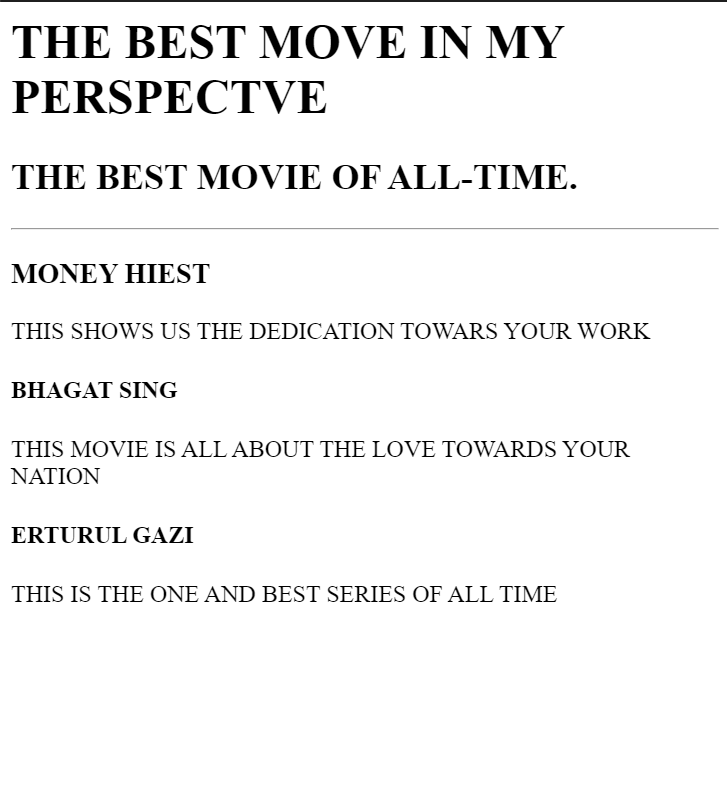 THE BEST MOVE IN MY
PERSPECTVE
THE BEST MOVIE OF ALL-TIME.
MONEY HIEST
THIS SHOWS US THE DEDICATION TOWARS YOUR WORK
BHAGAT SING
THIS MOVIE IS ALL ABOUT THE LOVE TOWARDS YOUR
NATION
ERTURUL GAZI
THIS IS THE ONE AND BEST SERIES OF ALL TIME